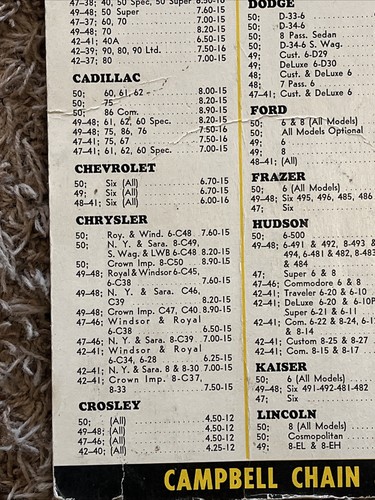 47-38; 40, 50 Spec, 50 Super 6.50-16
49-48; 50 Super 7.60-15
47-37; 60, 70 7.00-15
49-48; 70 8.20-15
42-41; 40A 6.50-15
42-39; 90, 80, 90 Ltd. 7.50-16
42-37; 80 7.00-15
CADILLAC
50; 60, 61, 62 8.00-15
50; 75 8.20-15
50; 86 Com. 8.90-15
49-48; 61, 62, 60 Spec. 8.20-15
49-48; 75, 86, 76 7.50-16
47-41; 75, 67 7.50-16
47-41; 61, 62, 60 Spec. 7.00-15
CHEVROLET
50; Six (All) 6.70-15
49; Six (All) 6.70-15
48-41; Six (All) 6.00-16
CHRYSLER
50; Roy. & Wind. 6-C48 7.60-15
50; N. Y. & Sara. 8-C49,
S. Wag. & LWB 6-C48 8.20-15
50; Crown Imp. 8-C50 8.90-15
49-48; Royal & Windsor 6-C45,
6-C38 7.60-15
49-48; N. Y. & Sara. C46,
C39 8.20-15
49-48; Crown Imp. C47, C40 8.90-15
47-46; Windsor & Royal
6-C38 6.50-15
47-46; N. Y. & Sara. 8-C39 7.00-15
42-41; Windsor & Royal
6-C34, 6-28 6.25-15
42-41; N. Y. & Sara. 8 & 8-30 7.00-15
42-41; Crown Imp. 8-C37,
8-33 7.50-15
CROSLEY
50; (All) 4.50-12
49-48; (All) 4.50-12
47-46; (All) 4.50-12
42-40; (All) 4.25-12
DODGE
50; D-33-6
50; D-34-6
50; 8 Pass. Sedan
50; D-34-6 S. Wag.
49; Cust. 6-D29
49; DeLuxe 6-D30
48; Cust. & DeLuxe 6
48; 7 Pass. 6
47-41; Cust. & DeLuxe 6
FORD
50; 6 & 8 (All Models)
50; All Models Optional
49; 6
49; 8
48-41; (All)
FRAZER
50; 6 (All Models)
49-48; Six 495, 496, 485, 486
47; Six
HUDSON
50; 6-500
49-48; 6-491 & 492, 8-493 &
494, 6-481 & 482, 8-483
& 484
47; Super 6 & 8
47-46; Commodore 6 & 8
42-41; Traveler 6-20 & 6-10
42-41; DeLuxe 6-20 & 6-10P
Super 6-21 & 6-11
42-41; Com. 6-22 & 8-24, 6-12
& 8-14
42-41; Custom 8-25 & 8-27
42-41; Com. 8-15 & 8-17
KAISER
50; 6 (All Models)
49-48; Six 491-492-481-482
47; Six
LINCOLN
50; 8 (All Models)
50; Cosmopolitan
49; 8-EL & 8-EH
CAMPBELL CHAIN